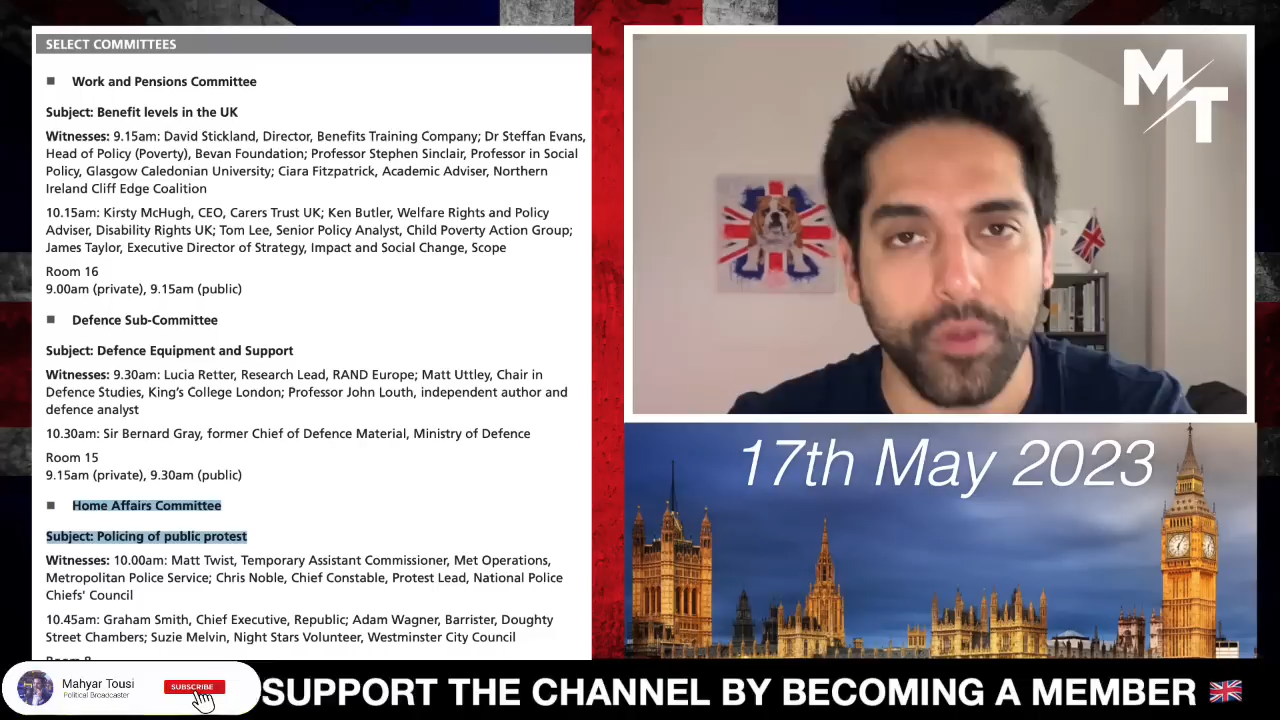 SELECT COMMITTEES
■ Work and Pensions Committee
Subject: Benefit levels in the UK
Witnesses: 9.15am: David Stickland, Director, Benefits Training Company; Dr Steffan Evans,
Head of Policy (Poverty), Bevan Foundation; Professor Stephen Sinclair, Professor in Social
Policy, Glasgow Caledonian University; Ciara Fitzpatrick, Academic Adviser, Northern
Ireland Cliff Edge Coalition
10.15am: Kirsty McHugh, CEO, Carers Trust UK; Ken Butler, Welfare Rights and Policy
Adviser, Disability Rights UK; Tom Lee, Senior Policy Analyst, Child Poverty Action Group;
James Taylor, Executive Director of Strategy, Impact and Social Change, Scope
Room 16
9.00am (private), 9.15am (public)
■ Defence Sub-Committee
Subject: Defence Equipment and Support
Witnesses: 9.30am: Lucia Retter, Research Lead, RAND Europe; Matt Uttley, Chair in
Defence Studies, King’s College London; Professor John Louth, independent author and
defence analyst
10.30am: Sir Bernard Gray, former Chief of Defence Material, Ministry of Defence
Room 15
9.15am (private), 9.30am (public)
■ Home Affairs Committee
Subject: Policing of public protest
Witnesses: 10.00am: Matt Twist, Temporary Assistant Commissioner, Met Operations,
Metropolitan Police Service; Chris Noble, Chief Constable, Protest Lead, National Police
Chiefs' Council
10.45am: Graham Smith, Chief Executive, Republic; Adam Wagner, Barrister, Doughty
Street Chambers; Suzie Melvin, Night Stars Volunteer, Westminster City Council
MT
17th May 2023
Mahyar Tousi
Political Broadcaster
SUBSCRIBE
SUPPORT THE CHANNEL BY BECOMING A MEMBER